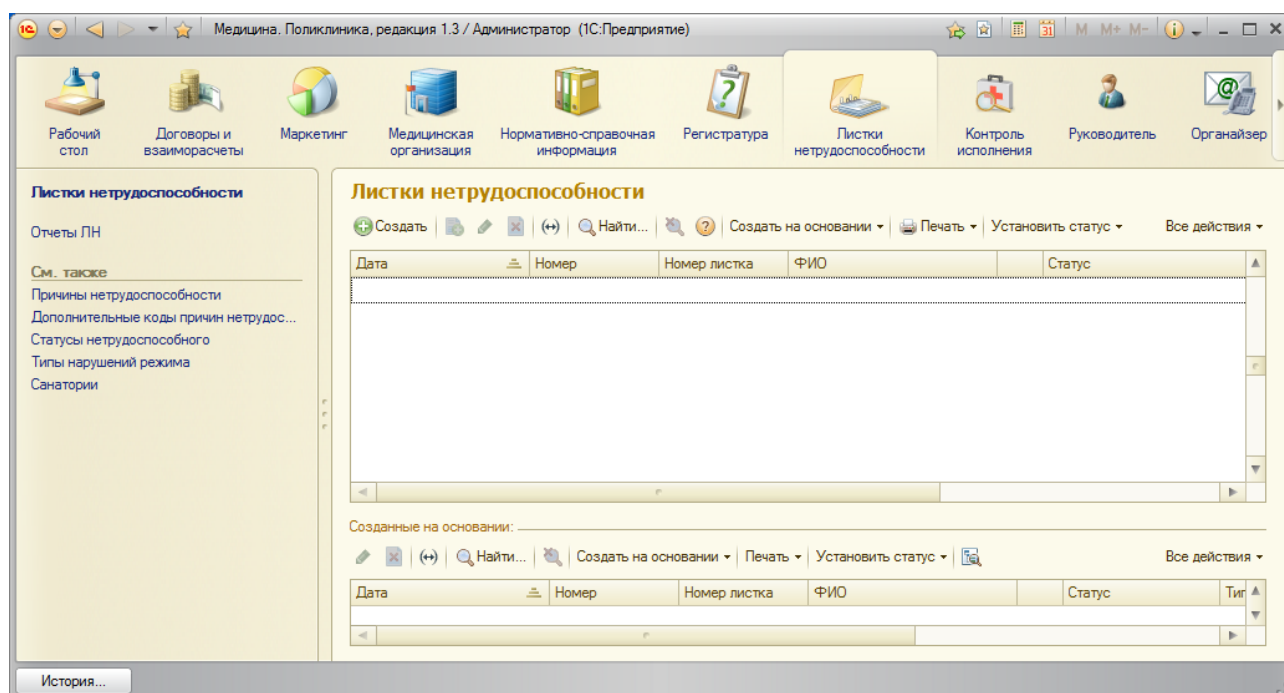 Медицина. Поликлиника, редакция 1.3 / Администратор (1С:Предприятие)
M M+ M-
31
Рабочий стол
Договоры и взаиморасчеты
Маркетинг
Медицинская организация
Нормативно-справочная информация
Регистратура
Листки нетрудоспособности
Контроль исполнения
Руководитель
Органайзер
Листки нетрудоспособности
Отчеты ЛН
См. также
Причины нетрудоспособности
Дополнительные коды причин нетрудос...
Статусы нетрудоспособного
Типы нарушений режима
Санатории
Листки нетрудоспособности
Создать Найти... Создать на основании Печать Установить статус Все действия
Дата Номер Номер листка ФИО Статус
Созданные на основании:
Найти... Создать на основании Печать Установить статус Все действия
Дата Номер Номер листка ФИО Статус Тип
История...